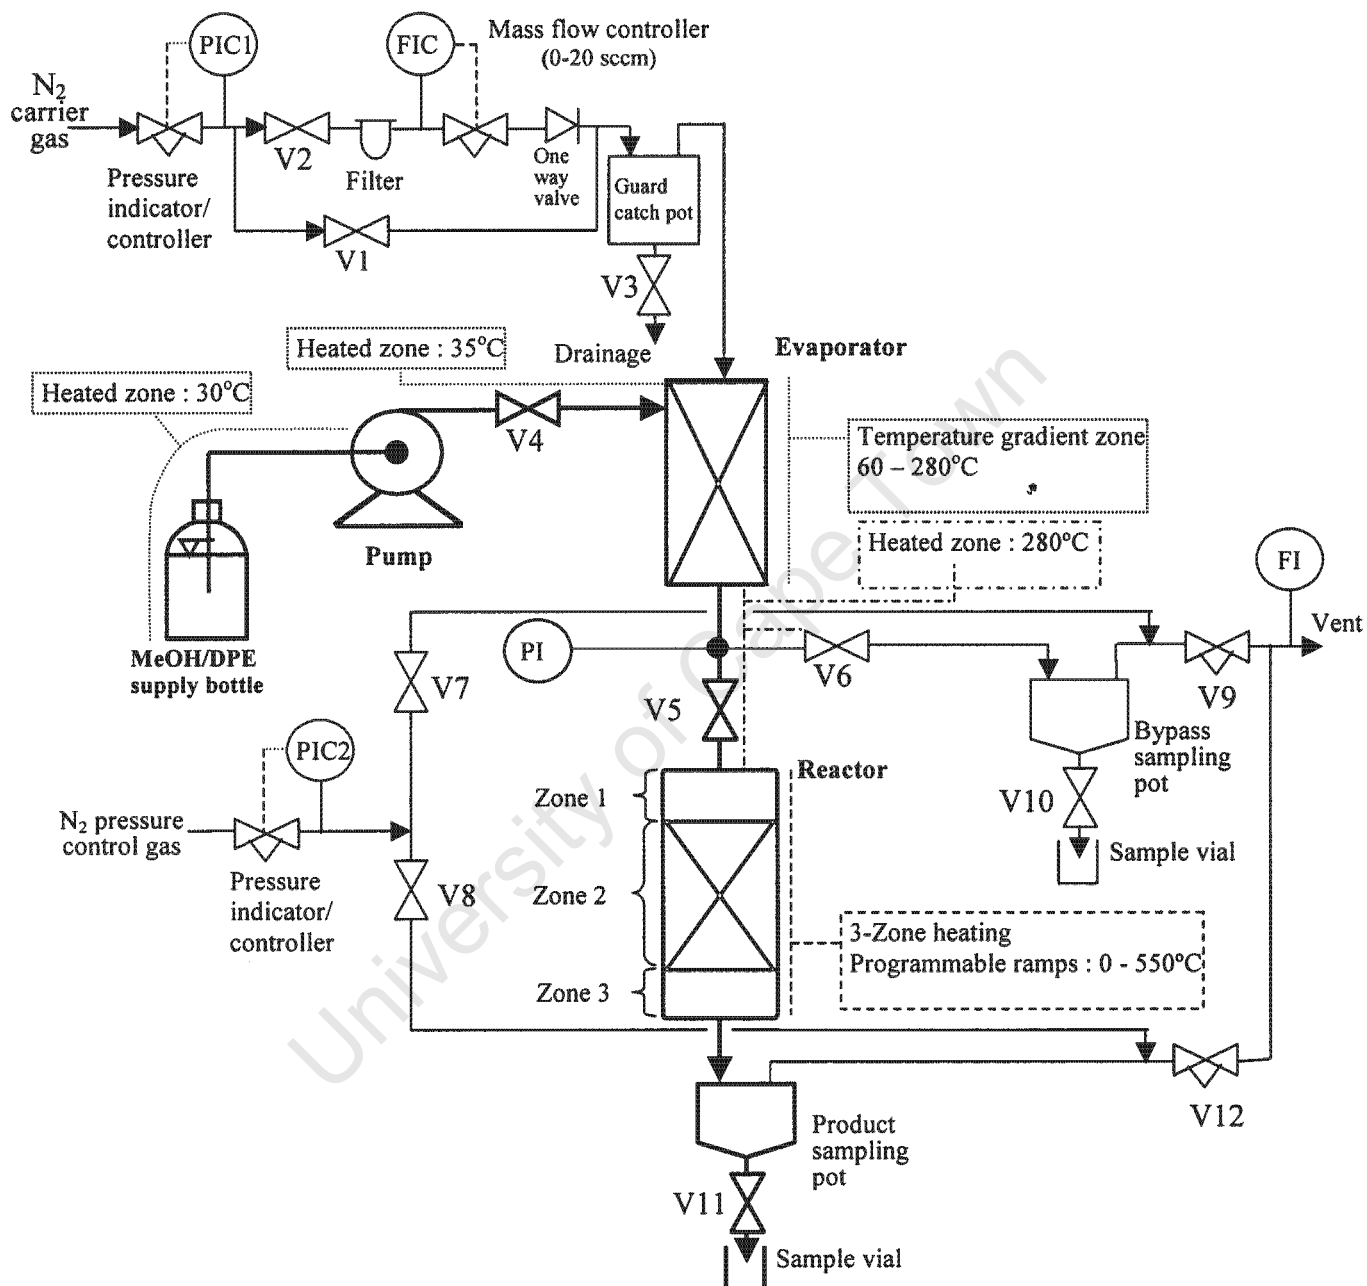 PIC1
FIC
Mass flow controller
(0-20 sccm)
N₂
carrier
gas
V2
Filter
One
way
valve
Guard
catch pot
Pressure
indicator/
controller
V1
V3
Drainage
Heated zone : 35°C
Evaporator
Heated zone : 30°C
V4
Temperature gradient zone
60 – 280°C
Pump
Heated zone : 280°C
FI
Vent
MeOH/DPE
supply bottle
PI
V6
V7
V5
V9
PIC2
Bypass
sampling
pot
Reactor
V10
Zone 1
N₂ pressure
control gas
Sample vial
Pressure
indicator/
controller
V8
Zone 2
3-Zone heating
Programmable ramps : 0 - 550°C
Zone 3
V12
Product
sampling
pot
V11
Sample vial
University of Cape Town